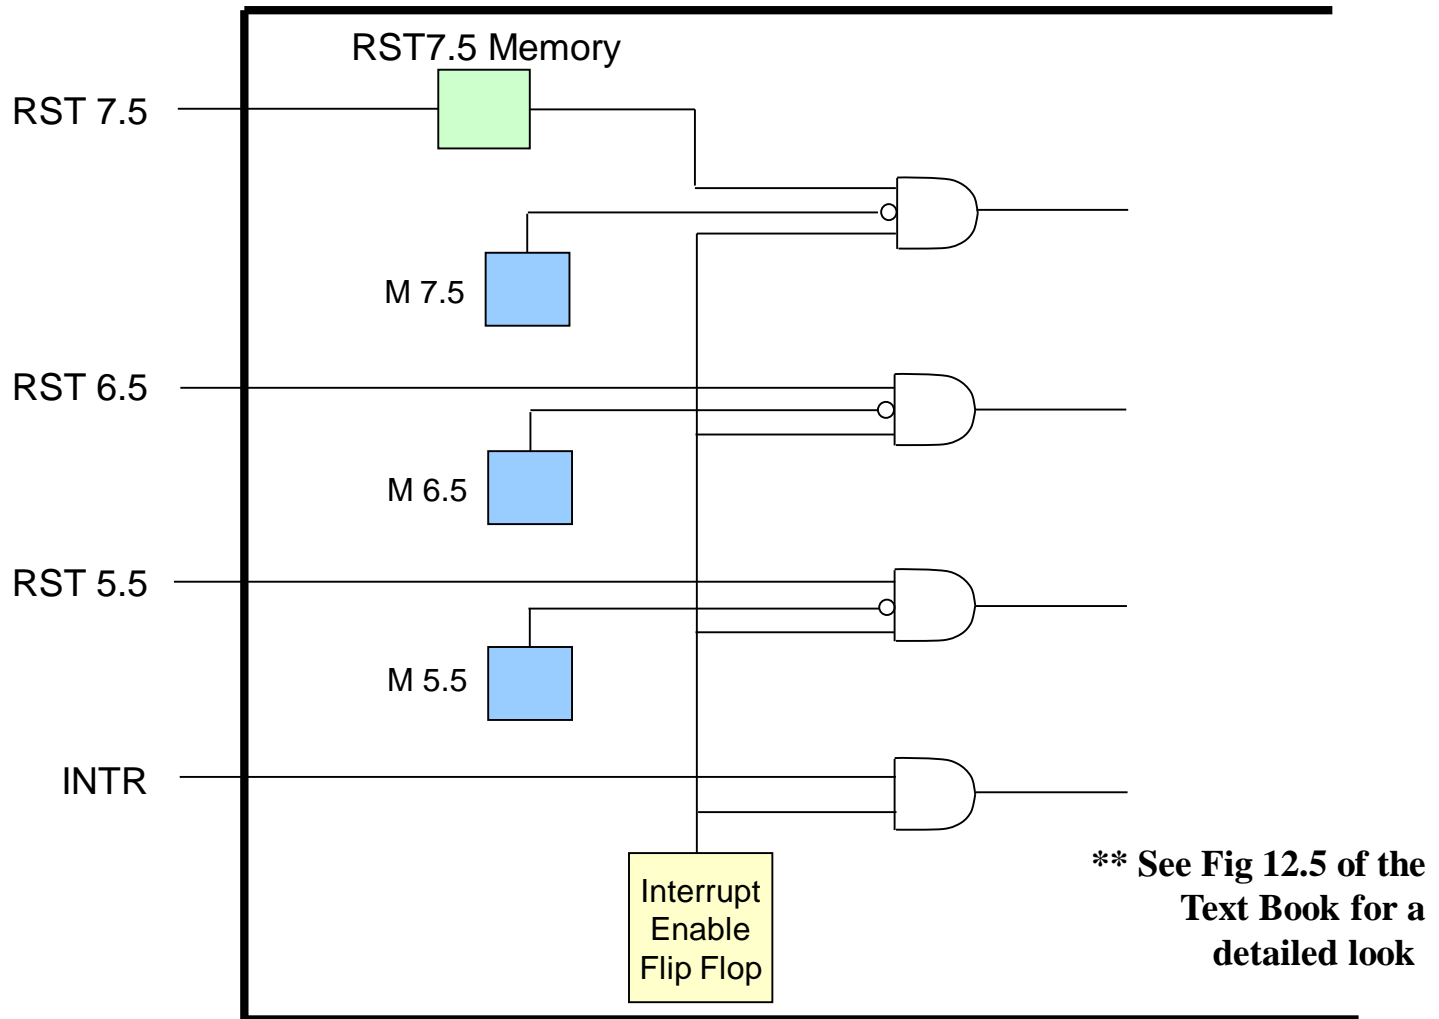 RST7.5 Memory
RST 7.5
M 7.5
RST 6.5
M 6.5
RST 5.5
M 5.5
INTR
Interrupt
Enable
Flip Flop
** See Fig 12.5 of the
Text Book for a
detailed look